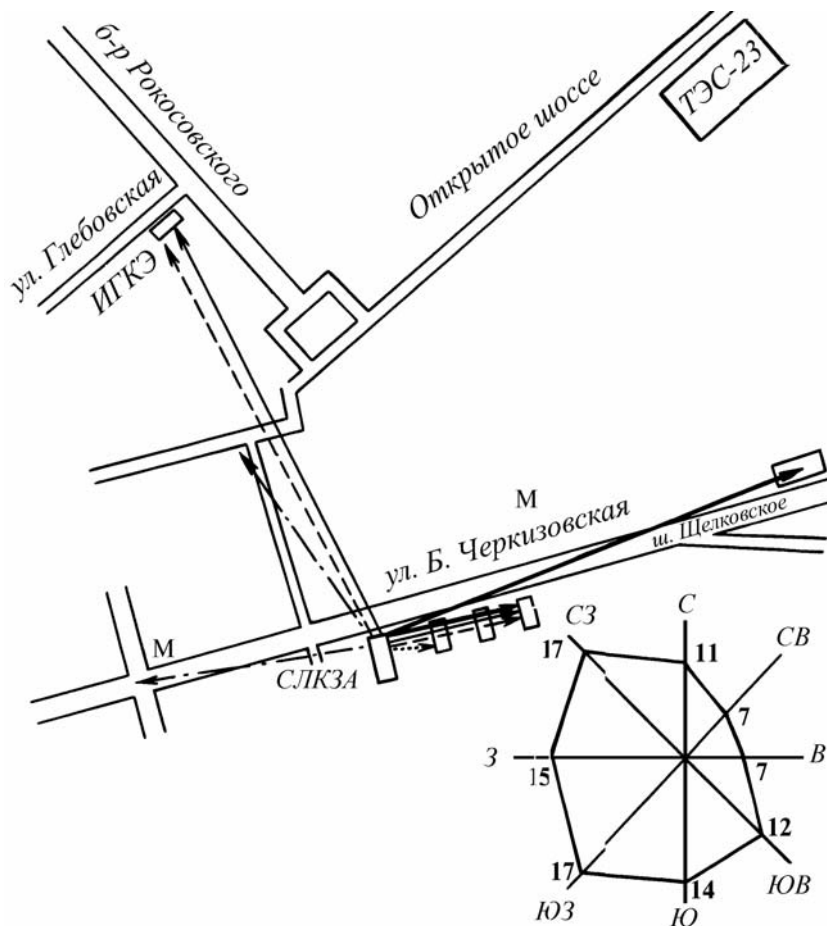 б-р Рокосовского
ТЭС-23
Открытое шоссе
ул. Глебовская
ИГКЭ
М
ул. Б. Черкизовская
ш. Щелковское
М
СЛКЗА
С
СЗ
17
11
СВ
7
З
15
7
В
12
17
14
ЮВ
ЮЗ
Ю